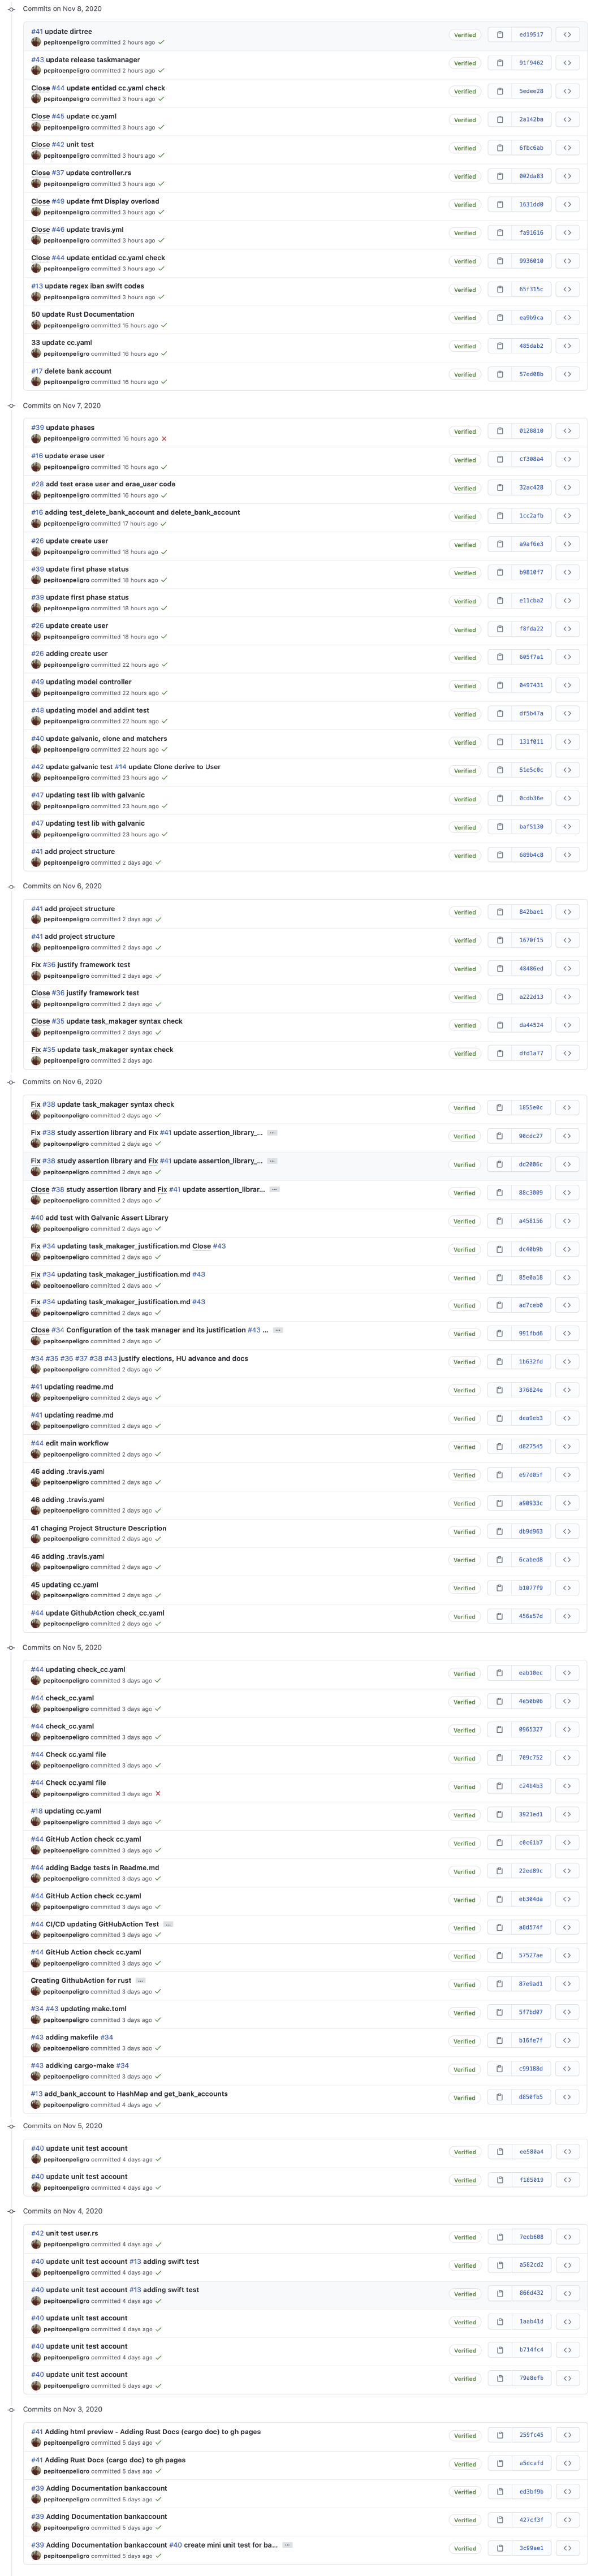 Commits on Nov 8, 2020
#41 update dirtree
pepitoenpeligro committed 2 hours ago
Verified
ed19517
#43 update release taskmanager
pepitoenpeligro committed 2 hours ago
Verified
91f9462
Close #44 update entidad cc.yaml check
pepitoenpeligro committed 3 hours ago
Verified
5edee28
Close #45 update cc.yaml
pepitoenpeligro committed 3 hours ago
Verified
2a142ba
Close #42 unit test
pepitoenpeligro committed 3 hours ago
Verified
6fbc6ab
Close #37 update controller.rs
pepitoenpeligro committed 3 hours ago
Verified
002da83
Close #49 update fmt Display overload
pepitoenpeligro committed 3 hours ago
Verified
1631dd0
Close #46 update travis.yml
pepitoenpeligro committed 3 hours ago
Verified
fa91616
Close #44 update entidad cc.yaml check
pepitoenpeligro committed 3 hours ago
Verified
9936010
#13 update regex iban swift codes
pepitoenpeligro committed 3 hours ago
Verified
65f315c
50 update Rust Documentation
pepitoenpeligro committed 15 hours ago
Verified
ea9b9ca
33 update cc.yaml
pepitoenpeligro committed 16 hours ago
Verified
485dab2
#17 delete bank account
pepitoenpeligro committed 16 hours ago
Verified
57ed08b
Commits on Nov 7, 2020
#39 update phases
pepitoenpeligro committed 16 hours ago
Verified
0128810
#16 update erase user
pepitoenpeligro committed 16 hours ago
Verified
cf308a4
#28 add test erase user and erae_user code
pepitoenpeligro committed 16 hours ago
Verified
32ac428
#16 adding test_delete_bank_account and delete_bank_account
pepitoenpeligro committed 17 hours ago
Verified
1cc2afb
#26 update create user
pepitoenpeligro committed 18 hours ago
Verified
a9af6e3
#39 update first phase status
pepitoenpeligro committed 18 hours ago
Verified
b9810f7
#39 update first phase status
pepitoenpeligro committed 18 hours ago
Verified
e11cba2
#26 update create user
pepitoenpeligro committed 18 hours ago
Verified
f8fda22
#26 adding create user
pepitoenpeligro committed 22 hours ago
Verified
605f7a1
#49 updating model controller
pepitoenpeligro committed 22 hours ago
Verified
0497431
#48 updating model and addint test
pepitoenpeligro committed 22 hours ago
Verified
df5b47a
#40 update galvanic, clone and matchers
pepitoenpeligro committed 22 hours ago
Verified
131f011
#42 update galvanic test #14 update Clone derive to User
pepitoenpeligro committed 23 hours ago
Verified
51e5c0c
#47 updating test lib with galvanic
pepitoenpeligro committed 23 hours ago
Verified
0cdb36e
#47 updating test lib with galvanic
pepitoenpeligro committed 23 hours ago
Verified
baf5130
#41 add project structure
pepitoenpeligro committed 2 days ago
Verified
689b4c8
Commits on Nov 6, 2020
#41 add project structure
pepitoenpeligro committed 2 days ago
Verified
842bae1
#41 add project structure
pepitoenpeligro committed 2 days ago
Verified
1670f15
Fix #36 justify framework test
pepitoenpeligro committed 2 days ago
Verified
48486ed
Close #36 justify framework test
pepitoenpeligro committed 2 days ago
Verified
a222d13
Close #35 update task_makager syntax check
pepitoenpeligro committed 2 days ago
Verified
da44524
Fix #35 update task_makager syntax check
pepitoenpeligro committed 2 days ago
Verified
dfd1a77
Commits on Nov 6, 2020
Fix #38 update task_makager syntax check
pepitoenpeligro committed 2 days ago
Verified
1855e0c
Fix #38 study assertion library and Fix #41 update assertion_library_... ...
pepitoenpeligro committed 2 days ago
Verified
90cdc27
Fix #38 study assertion library and Fix #41 update assertion_library_... ...
pepitoenpeligro committed 2 days ago
Verified
dd2006c
Close #38 study assertion library and Fix #41 update assertion_librar... ...
pepitoenpeligro committed 2 days ago
Verified
88c3009
#40 add test with Galvanic Assert Library
pepitoenpeligro committed 2 days ago
Verified
a458156
Fix #34 updating task_makager_justification.md Close #43
pepitoenpeligro committed 2 days ago
Verified
dc40b9b
Fix #34 updating task_makager_justification.md #43
pepitoenpeligro committed 2 days ago
Verified
85e0a18
Fix #34 updating task_makager_justification.md #43
pepitoenpeligro committed 2 days ago
Verified
ad7ceb0
Close #34 Configuration of the task manager and its justification #43 ... ...
pepitoenpeligro committed 2 days ago
Verified
991fbd6
#34 #35 #36 #37 #38 #43 justify elections, HU advance and docs
pepitoenpeligro committed 2 days ago
Verified
1b632fd
#41 updating readme.md
pepitoenpeligro committed 2 days ago
Verified
376824e
#41 updating readme.md
pepitoenpeligro committed 2 days ago
Verified
dea9eb3
#44 edit main workflow
pepitoenpeligro committed 2 days ago
Verified
d827545
46 adding .travis.yaml
pepitoenpeligro committed 2 days ago
Verified
e97d05f
46 adding .travis.yaml
pepitoenpeligro committed 2 days ago
Verified
a90933c
41 chaging Project Structure Description
pepitoenpeligro committed 2 days ago
Verified
db9d963
46 adding .travis.yaml
pepitoenpeligro committed 2 days ago
Verified
6cabed8
45 updating cc.yaml
pepitoenpeligro committed 2 days ago
Verified
b1077f9
#44 update GithubAction check_cc.yaml
pepitoenpeligro committed 2 days ago
Verified
456a57d
Commits on Nov 5, 2020
#44 updating check_cc.yaml
pepitoenpeligro committed 3 days ago
Verified
eab10ec
#44 check_cc.yaml
pepitoenpeligro committed 3 days ago
Verified
4e50b06
#44 check_cc.yaml
pepitoenpeligro committed 3 days ago
Verified
0965327
#44 Check cc.yaml file
pepitoenpeligro committed 3 days ago
Verified
709c752
#44 Check cc.yaml file
pepitoenpeligro committed 3 days ago
Verified
c24b4b3
#18 updating cc.yaml
pepitoenpeligro committed 3 days ago
Verified
3921ed1
#44 GitHub Action check cc.yaml
pepitoenpeligro committed 3 days ago
Verified
c0c61b7
#44 adding Badge tests in Readme.md
pepitoenpeligro committed 3 days ago
Verified
22ed89c
#44 GitHub Action check cc.yaml
pepitoenpeligro committed 3 days ago
Verified
eb304da
#44 CI/CD updating GitHubAction Test ...
pepitoenpeligro committed 3 days ago
Verified
a8d574f
#44 GitHub Action check cc.yaml
pepitoenpeligro committed 3 days ago
Verified
57527ae
Creating GithubAction for rust ...
pepitoenpeligro committed 3 days ago
Verified
87e9ad1
#34 #43 updating make.toml
pepitoenpeligro committed 3 days ago
Verified
5f7bd07
#43 adding makefile #34
pepitoenpeligro committed 3 days ago
Verified
b16fe7f
#43 addking cargo-make #34
pepitoenpeligro committed 3 days ago
Verified
c99188d
#13 add_bank_account to HashMap and get_bank_accounts
pepitoenpeligro committed 4 days ago
Verified
d850fb5
Commits on Nov 5, 2020
#40 update unit test account
pepitoenpeligro committed 4 days ago
Verified
ee580a4
#40 update unit test account
pepitoenpeligro committed 4 days ago
Verified
f185019
Commits on Nov 4, 2020
#42 unit test user.rs
pepitoenpeligro committed 4 days ago
Verified
7eeb608
#40 update unit test account #13 adding swift test
pepitoenpeligro committed 4 days ago
Verified
a582cd2
#40 update unit test account #13 adding swift test
pepitoenpeligro committed 4 days ago
Verified
866d432
#40 update unit test account
pepitoenpeligro committed 4 days ago
Verified
1aab41d
#40 update unit test account
pepitoenpeligro committed 4 days ago
Verified
b714fc4
#40 update unit test account
pepitoenpeligro committed 5 days ago
Verified
79a8efb
Commits on Nov 3, 2020
#41 Adding html preview - Adding Rust Docs (cargo doc) to gh pages
pepitoenpeligro committed 5 days ago
Verified
259fc45
#41 Adding Rust Docs (cargo doc) to gh pages
pepitoenpeligro committed 5 days ago
Verified
a5dcafd
#39 Adding Documentation bankaccount
pepitoenpeligro committed 5 days ago
Verified
ed3bf9b
#39 Adding Documentation bankaccount
pepitoenpeligro committed 5 days ago
Verified
427cf3f
#39 Adding Documentation bankaccount #40 create mini unit test for ba... ...
pepitoenpeligro committed 5 days ago
Verified
3c99ae1